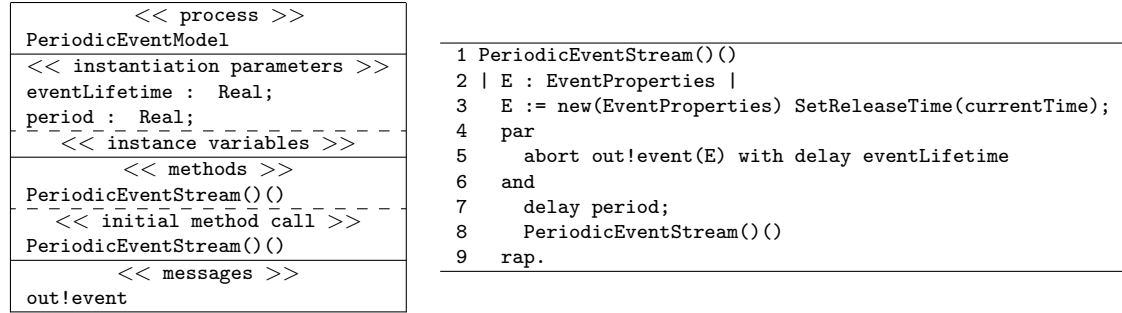 << process >>
PeriodicEventModel
<< instantiation parameters >>
eventLifetime : Real;
period : Real;
<< instance variables >>
<< methods >>
PeriodicEventStream()()
<< initial method call >>
PeriodicEventStream()()
<< messages >>
out!event
1 PeriodicEventStream()()
2 | E : EventProperties |
3 E := new(EventProperties) SetReleaseTime(currentTime);
4 par
5 abort out!event(E) with delay eventLifetime
6 and
7 delay period;
8 PeriodicEventStream()()
9 rap.